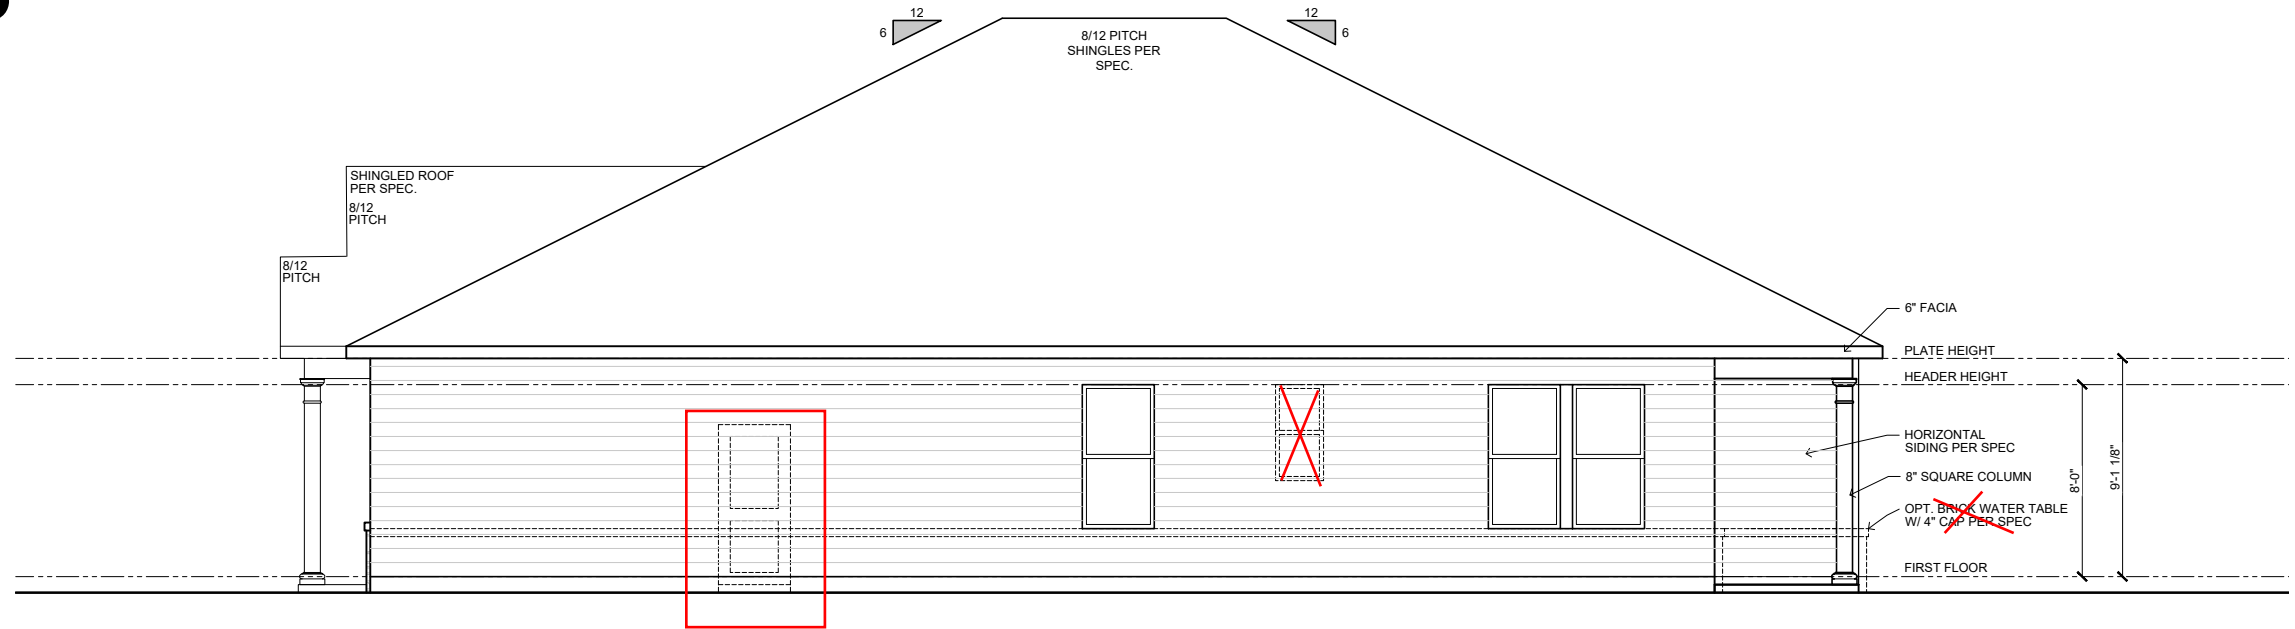 12
6
12
6
8/12 PITCH
SHINGLES PER
SPEC.
SHINGLED ROOF
PER SPEC.
8/12
PITCH
8/12
PITCH
6" FACIA
PLATE HEIGHT
HEADER HEIGHT
HORIZONTAL
SIDING PER SPEC
8" SQUARE COLUMN
OPT. BRICK WATER TABLE
W/ 4" CAP PER SPEC
FIRST FLOOR
8'-0"
9'-1 1/8"